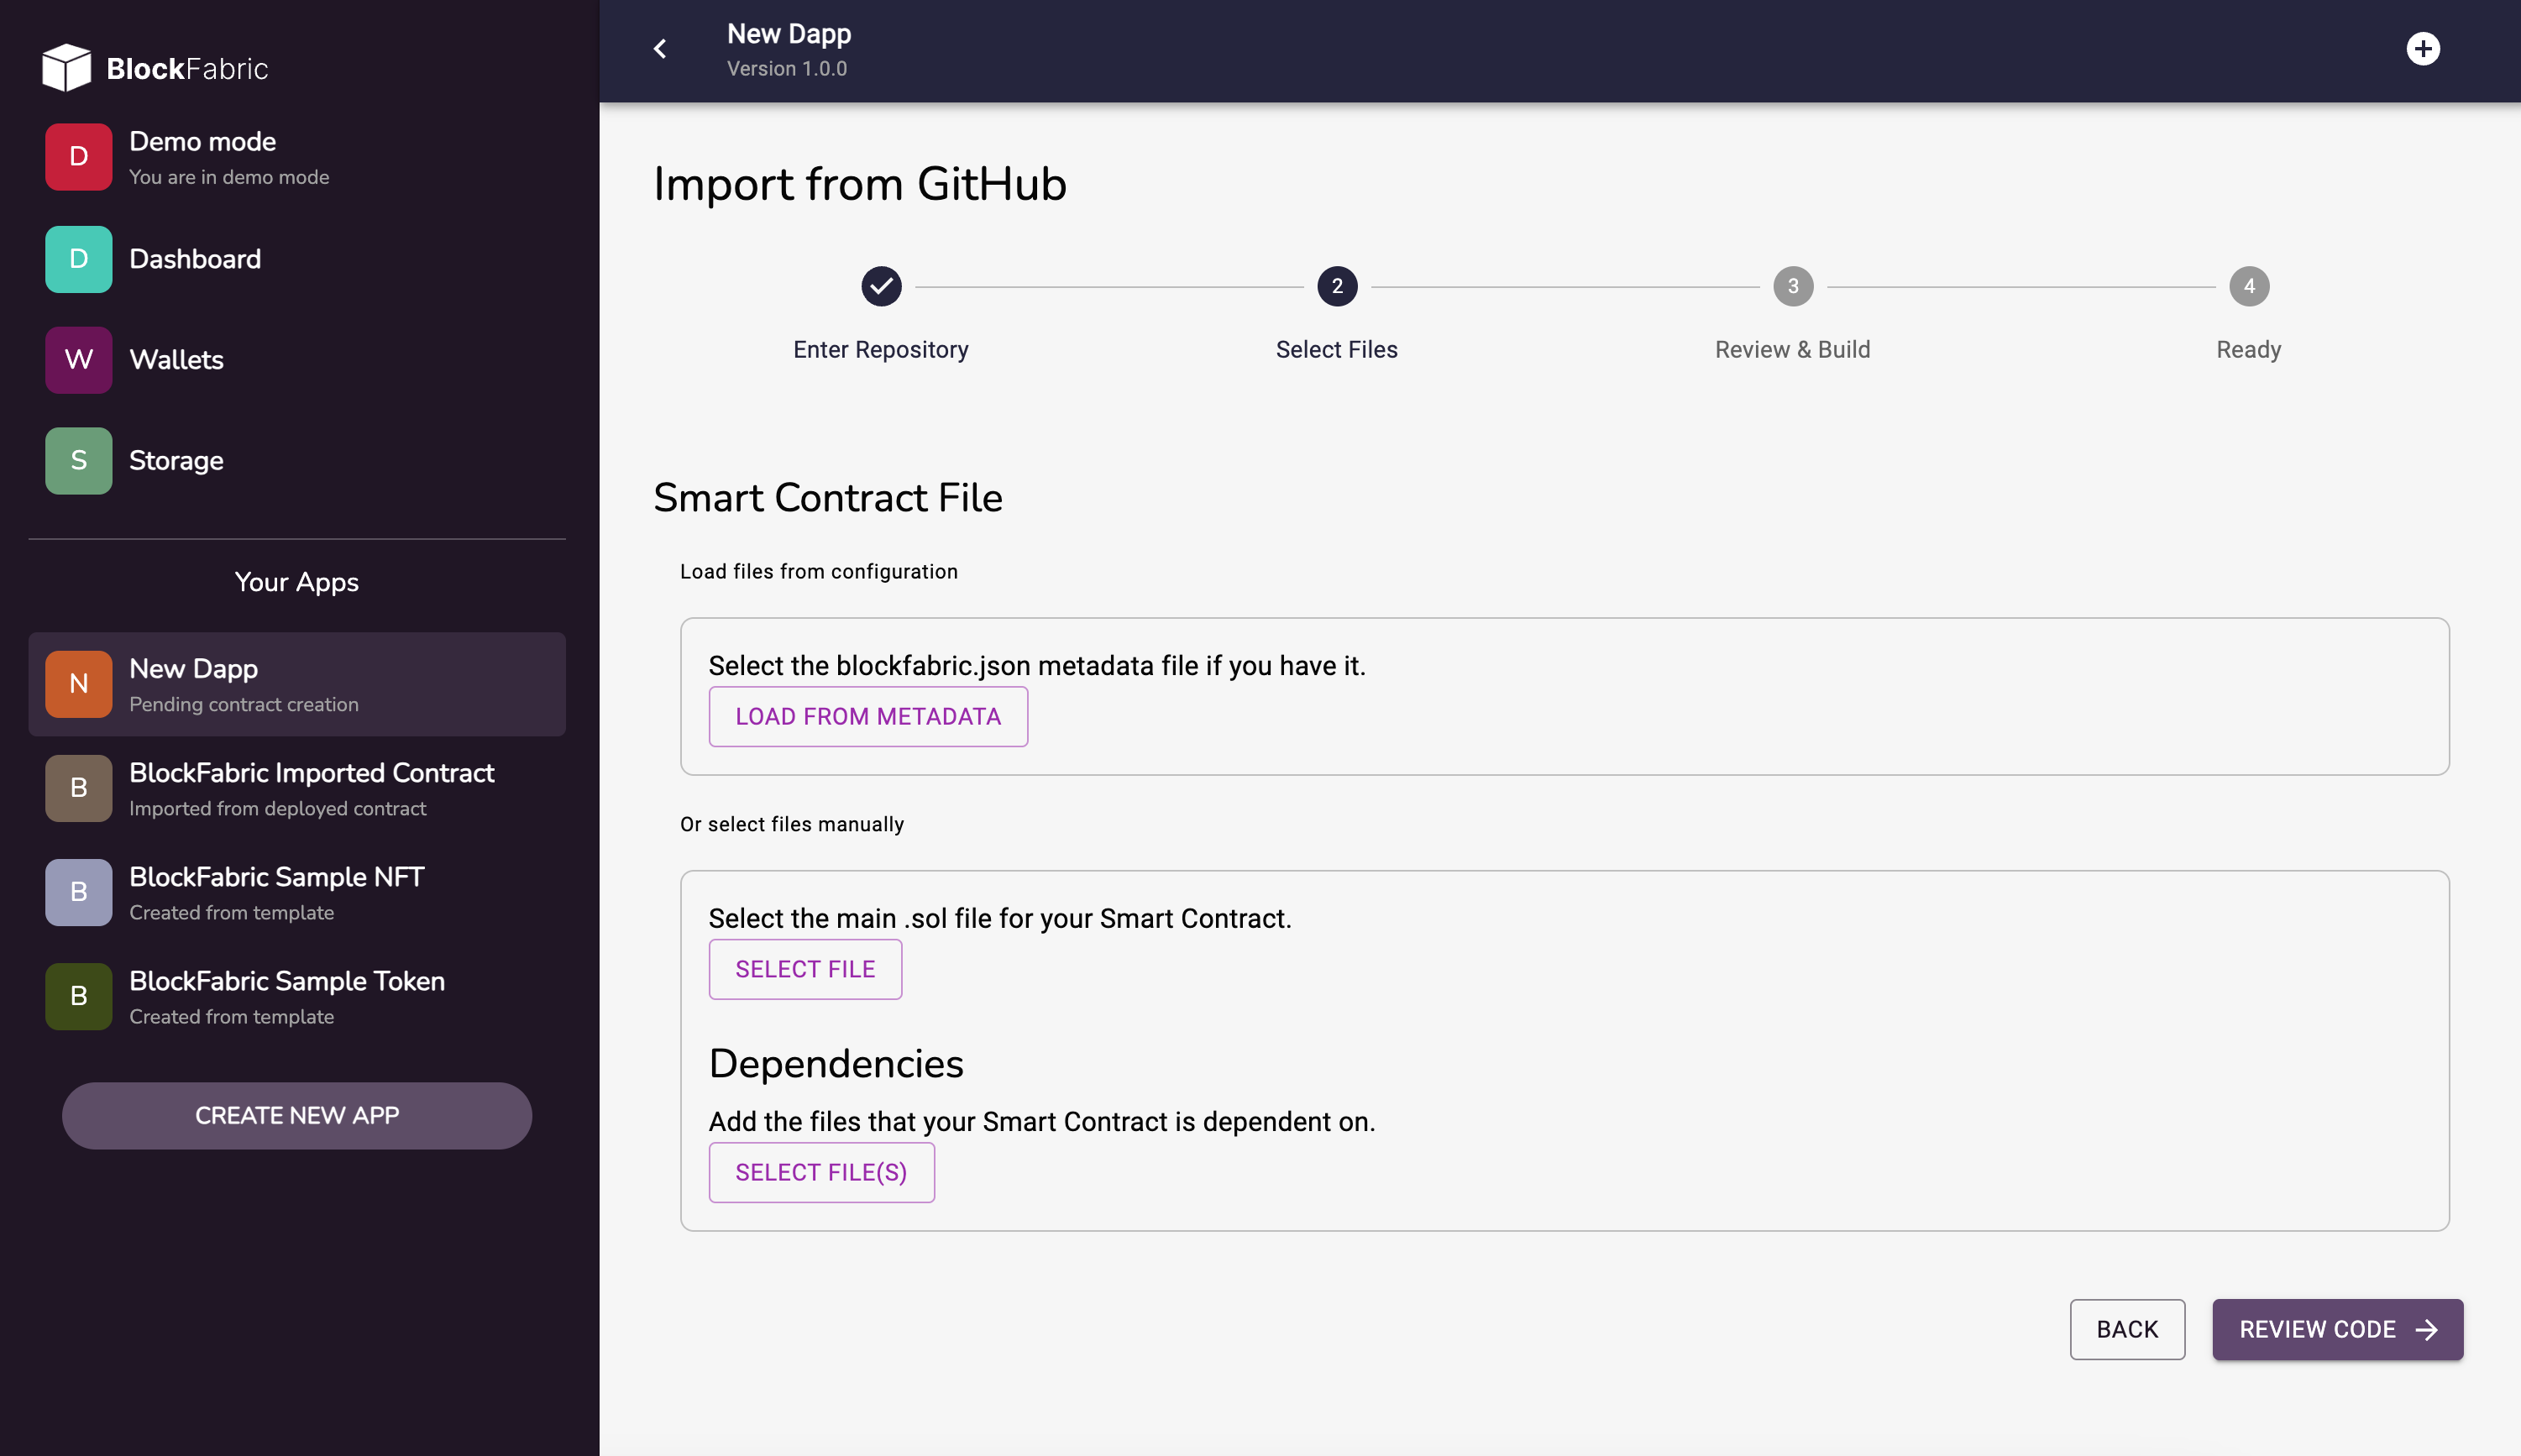 BlockFabric
D
Demo mode
You are in demo mode
D
Dashboard
W
Wallets
S
Storage
Your Apps
N
New Dapp
Pending contract creation
B
BlockFabric Imported Contract
Imported from deployed contract
B
BlockFabric Sample NFT
Created from template
B
BlockFabric Sample Token
Created from template
CREATE NEW APP
New Dapp
Version 1.0.0
Import from GitHub
Enter Repository
2
Select Files
3
Review & Build
4
Ready
Smart Contract File
Load files from configuration
Select the blockfabric.json metadata file if you have it.
LOAD FROM METADATA
Or select files manually
Select the main .sol file for your Smart Contract.
SELECT FILE
Dependencies
Add the files that your Smart Contract is dependent on.
SELECT FILE(S)
BACK
REVIEW CODE